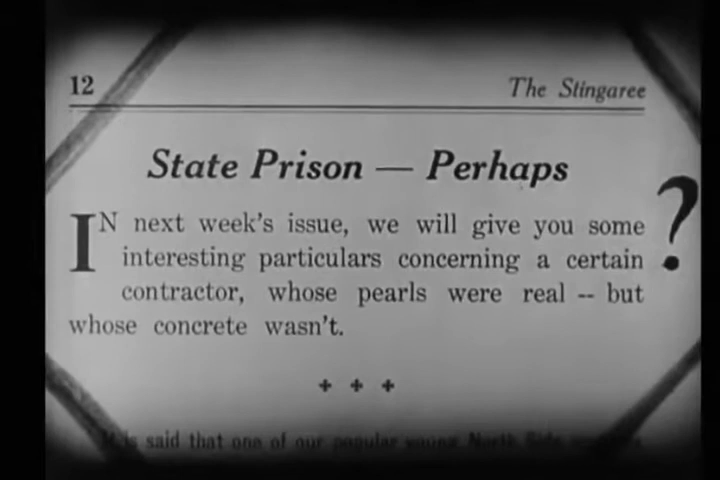 12 The Stingaree
State Prison — Perhaps
IN next week's issue, we will give you some
interesting particulars concerning a certain
contractor, whose pearls were real -- but
whose concrete wasn't.
?
+ + +
is said that one of our popular young North Side